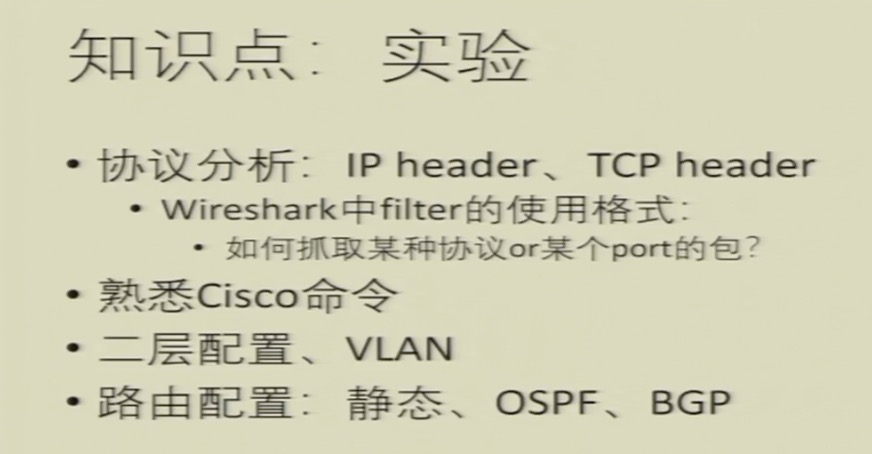 知识点：实验
• 协议分析：IP header、TCP header
• Wireshark中filter的使用格式：
• 如何抓取某种协议or某个port的包？
• 熟悉Cisco命令
• 二层配置、VLAN
• 路由配置：静态、OSPF、BGP